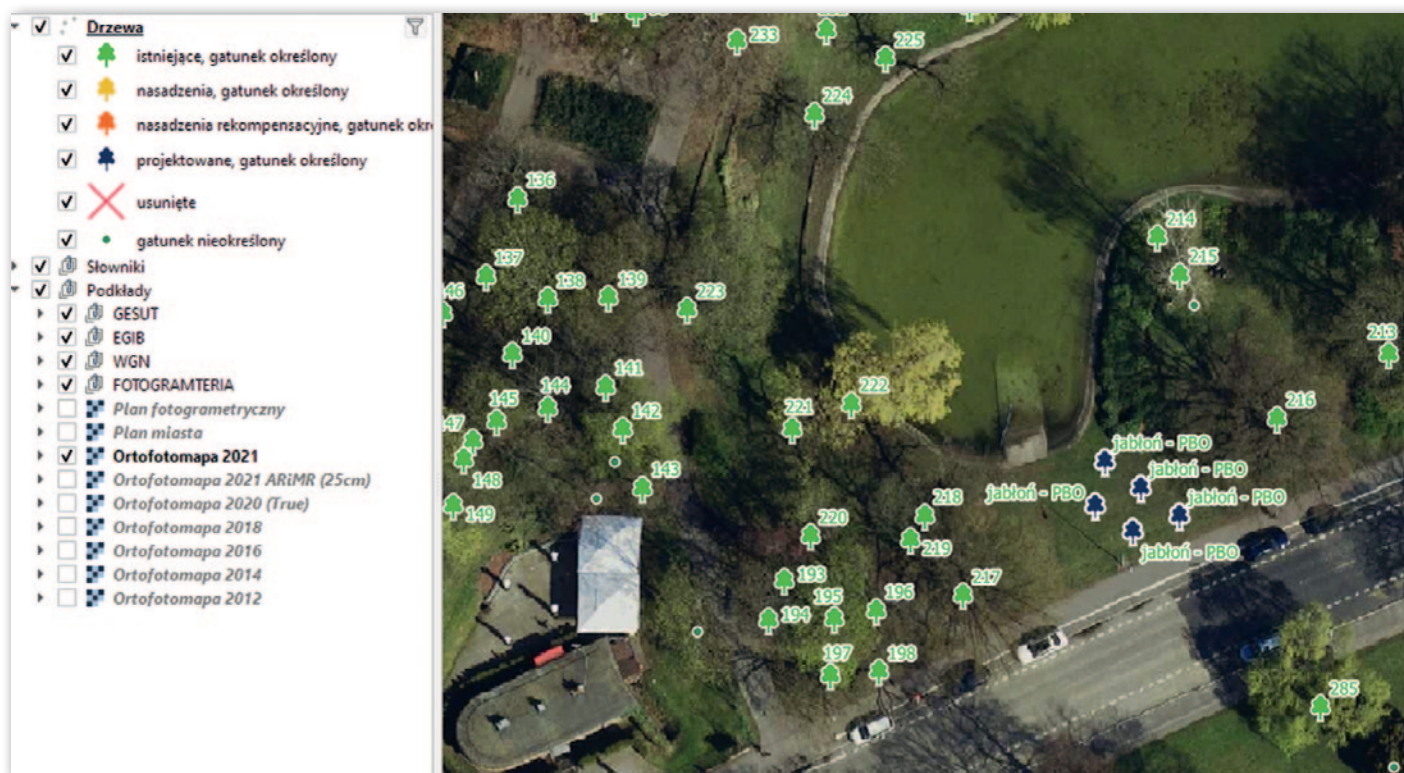 Drzewa
istniejące, gatunek określony
nasadzenia, gatunek określony
nasadzenia rekompensacyjne, gatunek okr
projektowane, gatunek określony
usunięte
gatunek nieokreślony
Słowniki
Podkłady
GESUT
EGIB
WGN
FOTOGRAMTERIA
Plan fotogrametryczny
Plan miasta
Ortofotomapa 2021
Ortofotomapa 2021 ARiMR (25cm)
Ortofotomapa 2020 (True)
Ortofotomapa 2018
Ortofotomapa 2016
Ortofotomapa 2014
Ortofotomapa 2012
233
225
224
136
214
137
215
138
139
223
46
213
140
141
222
144
216
145
142
221
47
jabłoń - PBO
143
jabłoń - PBO
148
jabłoń - PBO
jabłoń - PBO
218
149
220
219
jabłoń - PBO
193
217
196
195
194
197
198
285